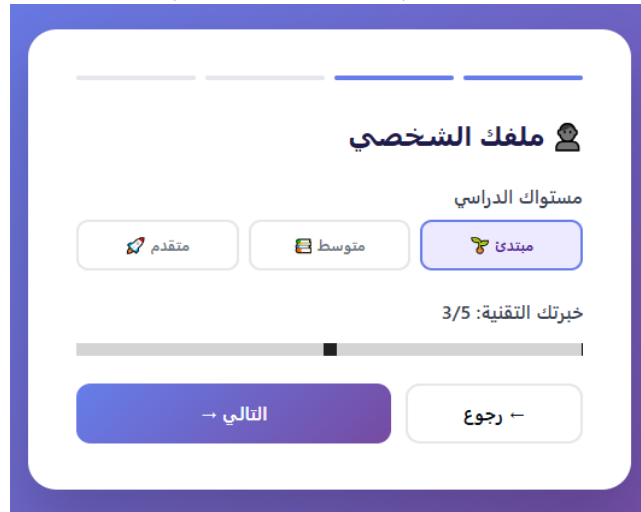 👤 ملفك الشخصي
مستواك الدراسي
مبتدئ 🌱
متوسط 📚
متقدم 🚀
خبرتك التقنية: 3/5
← رجوع
التالي →